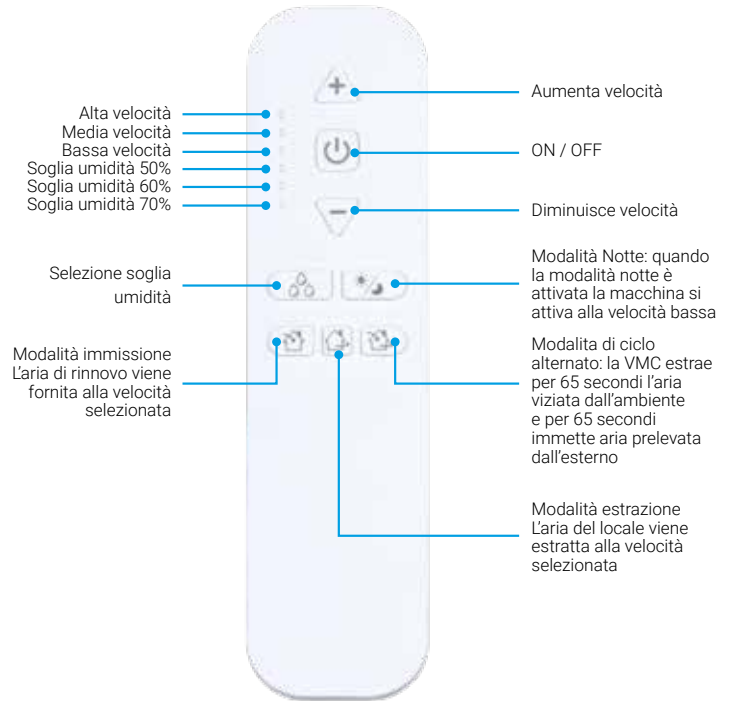 Alta velocità
Media velocità
Bassa velocità
Soglia umidità 50%
Soglia umidità 60%
Soglia umidità 70%
Selezione soglia
umidità
Modalità immissione
L'aria di rinnovo viene
fornita alla velocità
selezionata
Aumenta velocità
ON / OFF
Diminuisce velocità
Modalità Notte: quando
la modalità notte è
attivata la macchina si
attiva alla velocità bassa
Modalita di ciclo
alternato: la VMC estrae
per 65 secondi l'aria
viziata dall'ambiente
e per 65 secondi
immette aria prelevata
dall'esterno
Modalità estrazione
L'aria del locale viene
estratta alla velocità
selezionata